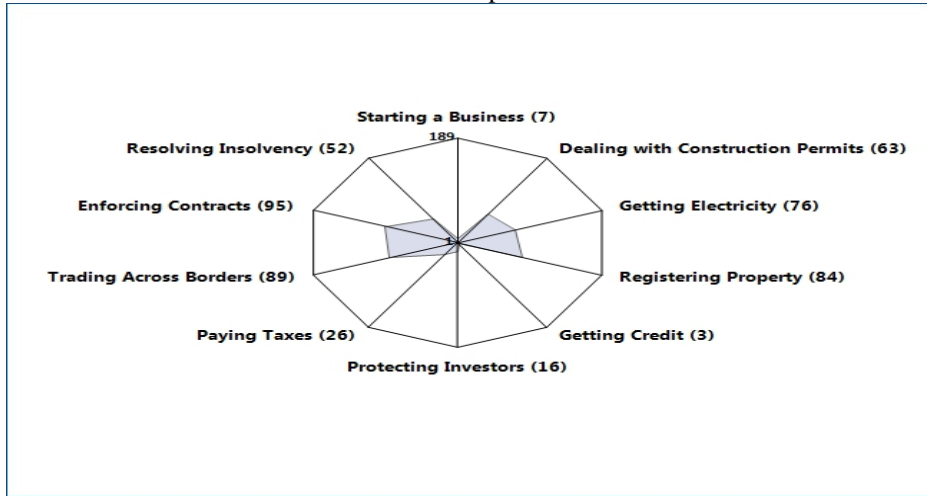 Starting a Business (7)
189
Resolving Insolvency (52)
Dealing with Construction Permits (63)
Enforcing Contracts (95)
Getting Electricity (76)
1
Trading Across Borders (89)
Registering Property (84)
Paying Taxes (26)
Getting Credit (3)
Protecting Investors (16)